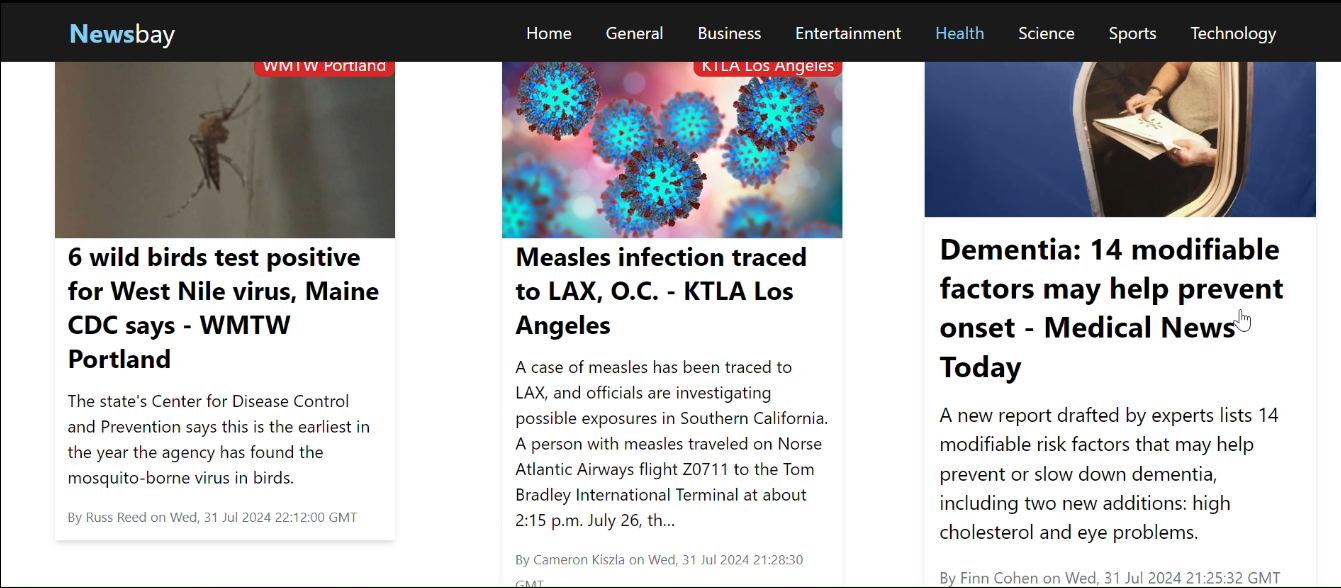 Newsbay
Home General Business Entertainment Health Science Sports Technology
WMTW Portland
6 wild birds test positive
for West Nile virus, Maine
CDC says - WMTW
Portland
The state's Center for Disease Control
and Prevention says this is the earliest in
the year the agency has found the
mosquito-borne virus in birds.
By Russ Reed on Wed, 31 Jul 2024 22:12:00 GMT
KTLA Los Angeles
Measles infection traced
to LAX, O.C. - KTLA Los
Angeles
A case of measles has been traced to
LAX, and officials are investigating
possible exposures in Southern California.
A person with measles traveled on Norse
Atlantic Airways flight Z0711 to the Tom
Bradley International Terminal at about
2:15 p.m. July 26, th...
By Cameron Kiszla on Wed, 31 Jul 2024 21:28:30
GMT
Dementia: 14 modifiable
factors may help prevent
onset - Medical News
Today
A new report drafted by experts lists 14
modifiable risk factors that may help
prevent or slow down dementia,
including two new additions: high
cholesterol and eye problems.
By Finn Cohen on Wed, 31 Jul 2024 21:25:32 GMT